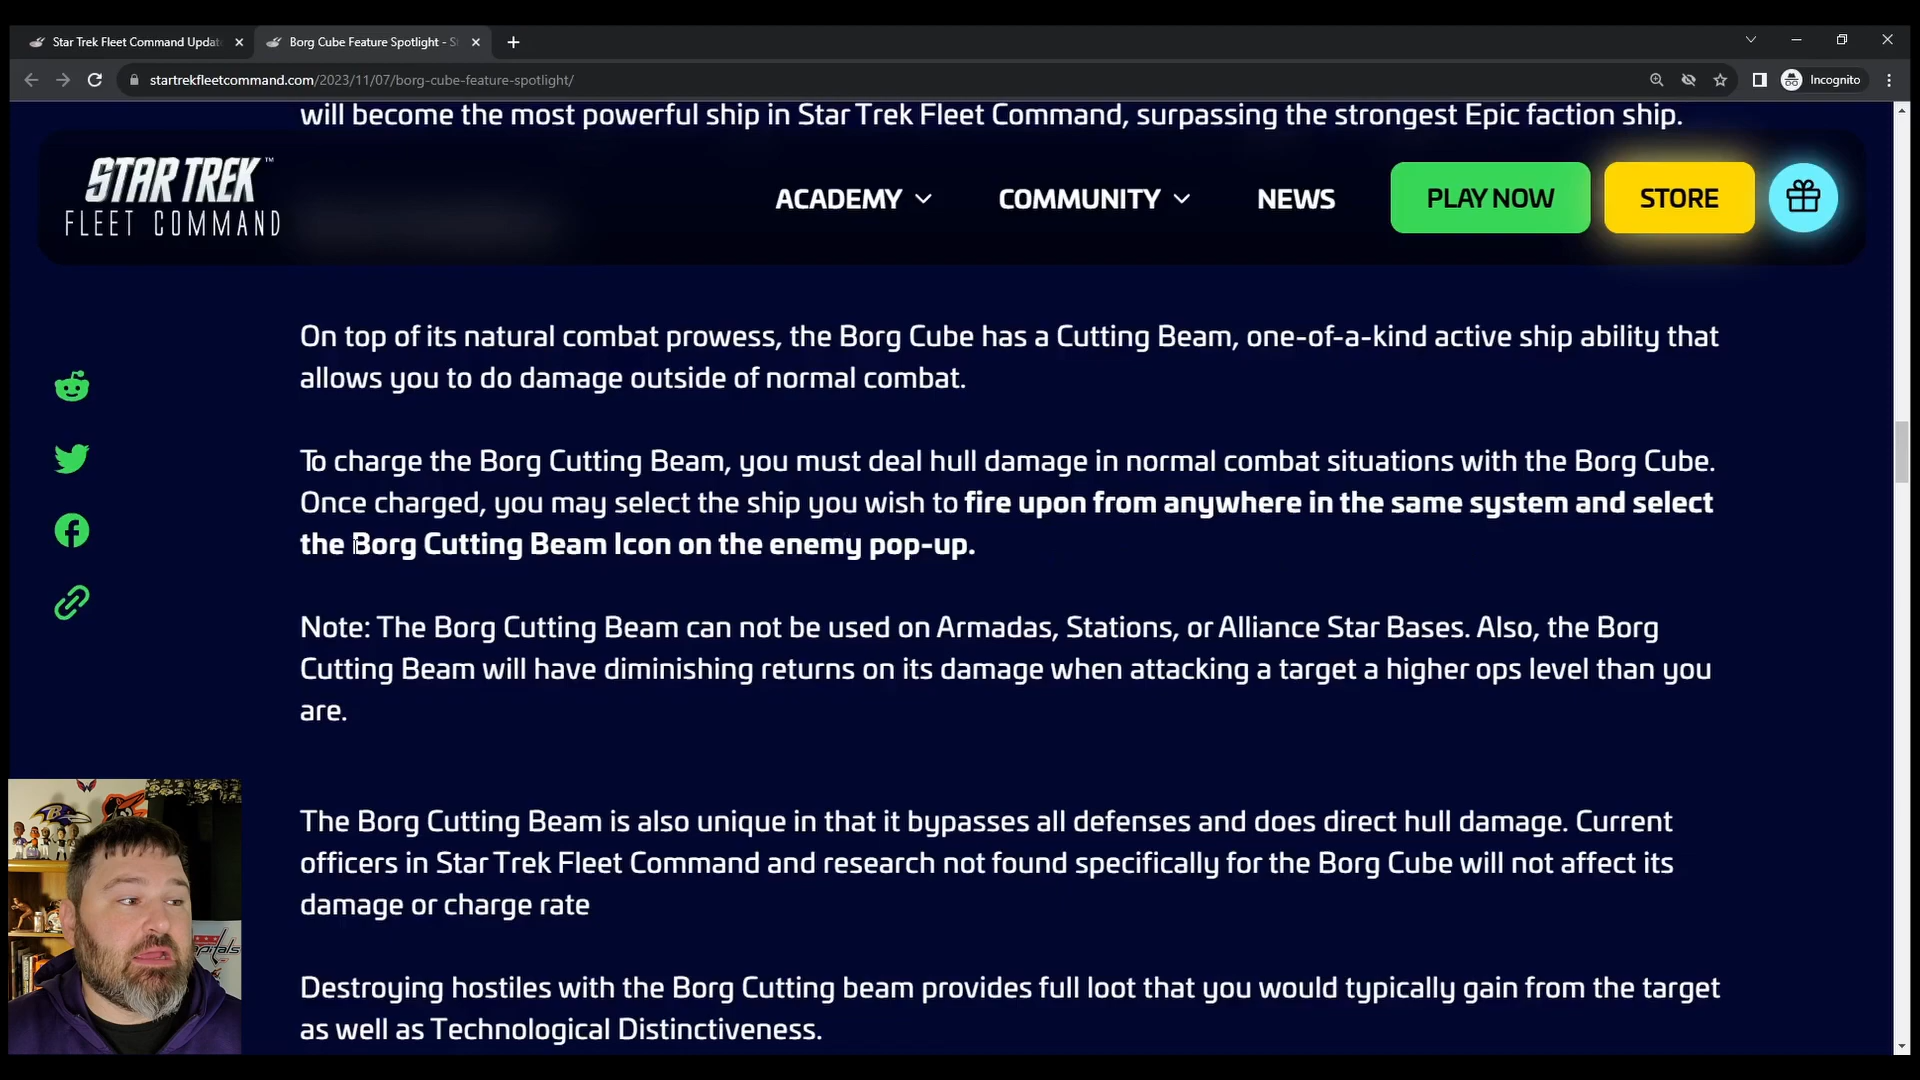 Star Trek Fleet Command Updat
Borg Cube Feature Spotlight - S
startrekfleetcommand.com/2023/11/07/borg-cube-feature-spotlight/
Incognito
will become the most powerful ship in Star Trek Fleet Command, surpassing the strongest Epic faction ship.
STAR TREK™
FLEET COMMAND
ACADEMY
COMMUNITY
NEWS
PLAY NOW
STORE
On top of its natural combat prowess, the Borg Cube has a Cutting Beam, one-of-a-kind active ship ability that
allows you to do damage outside of normal combat.
To charge the Borg Cutting Beam, you must deal hull damage in normal combat situations with the Borg Cube.
Once charged, you may select the ship you wish to fire upon from anywhere in the same system and select
the Borg Cutting Beam Icon on the enemy pop-up.
Note: The Borg Cutting Beam can not be used on Armadas, Stations, or Alliance Star Bases. Also, the Borg
Cutting Beam will have diminishing returns on its damage when attacking a target a higher ops level than you
are.
The Borg Cutting Beam is also unique in that it bypasses all defenses and does direct hull damage. Current
officers in Star Trek Fleet Command and research not found specifically for the Borg Cube will not affect its
damage or charge rate
Destroying hostiles with the Borg Cutting beam provides full loot that you would typically gain from the target
as well as Technological Distinctiveness.